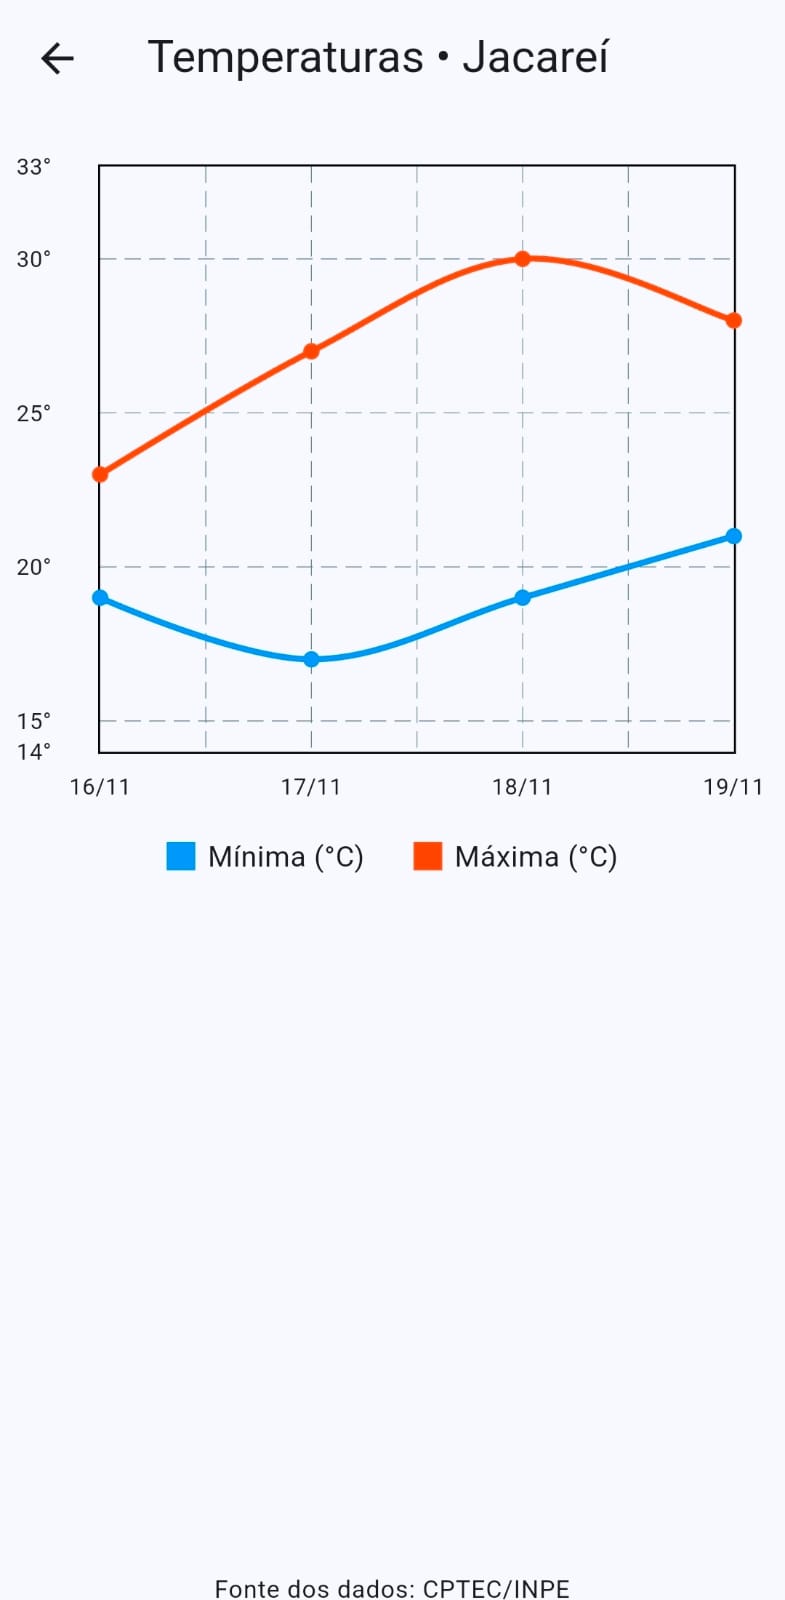 Temperaturas • Jacareí
33°
30°
25°
20°
15°
14°
16/11 17/11 18/11 19/11
Mínima (°C) Máxima (°C)
Fonte dos dados: CPTEC/INPE